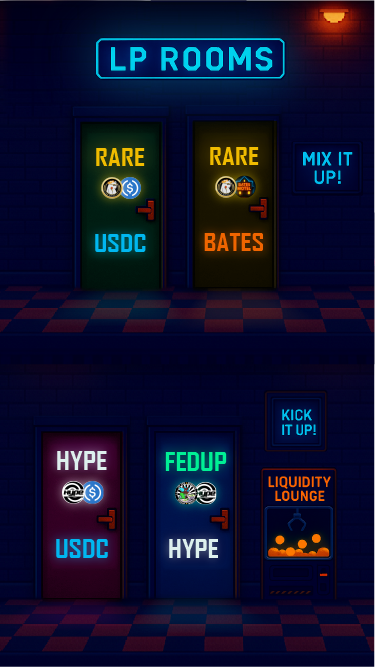 LP ROOMS
RARE
USDC
RARE
BATES
MIX IT
UP!
KICK
IT UP!
HYPE
USDC
FEDUP
HYPE
LIQUIDITY
LOUNGE